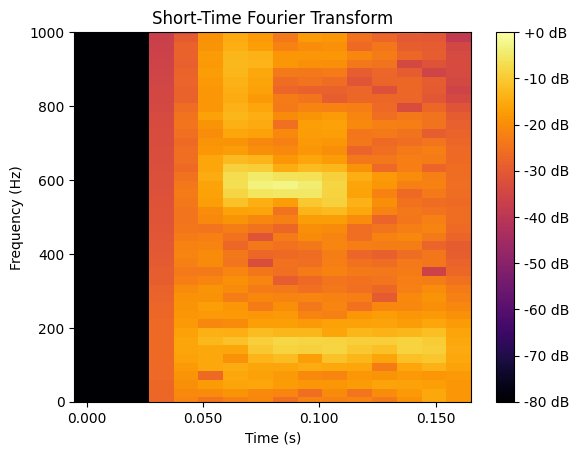 Short-Time Fourier Transform
1000
800
600
400
200
0
Frequency (Hz)
0.000
0.050
0.100
0.150
Time (s)
+0 dB
-10 dB
-20 dB
-30 dB
-40 dB
-50 dB
-60 dB
-70 dB
-80 dB